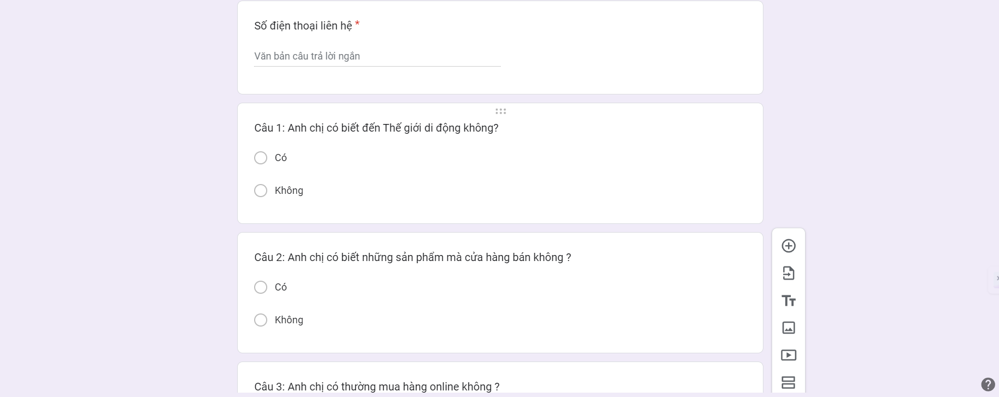 Số điện thoại liên hệ *
Văn bản câu trả lời ngắn
Câu 1: Anh chị có biết đến Thế giới di động không?
Có
Không
Câu 2: Anh chị có biết những sản phẩm mà cửa hàng bán không ?
Có
Không
Câu 3: Anh chị có thường mua hàng online không ?